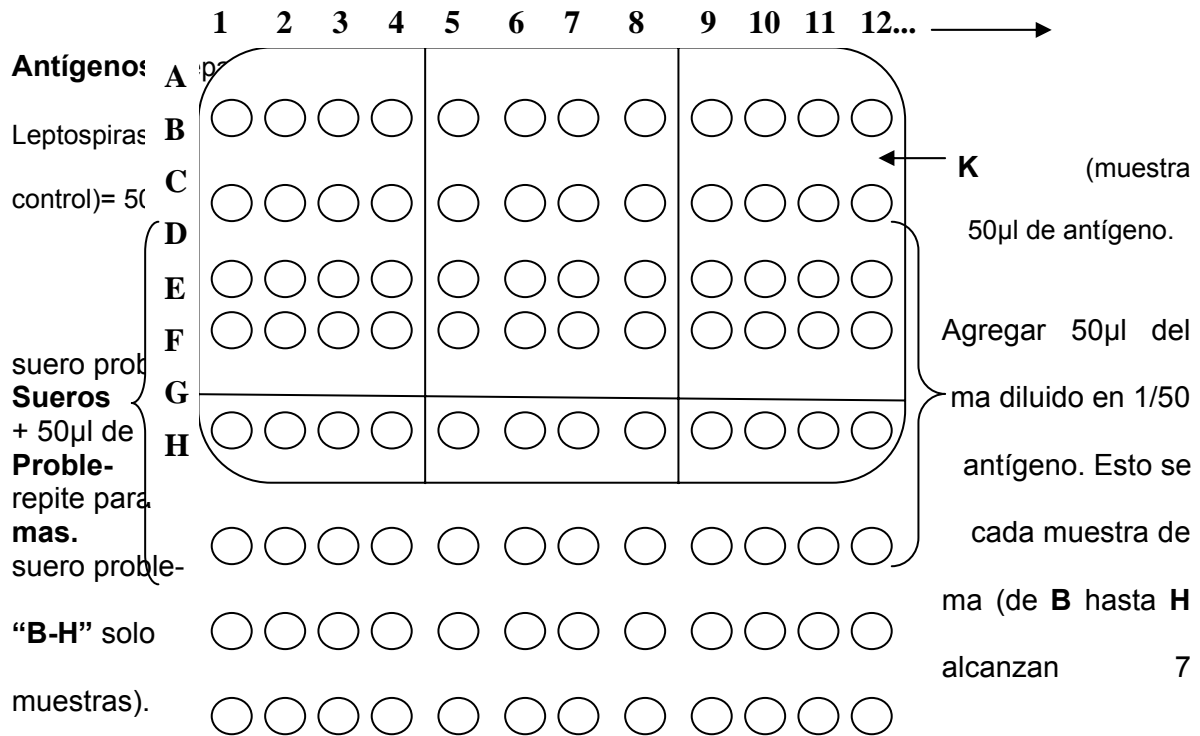 1 2 3 4 5 6 7 8 9 10 11 12...
Antígenos
A
Leptospiras
B
K (muestra
C
control)= 50
50µl de antígeno.
D
E
Agregar 50µl del
F
suero prob
G
Sueros
ma diluido en 1/50
+ 50µl de
H
Proble-
antígeno. Esto se
repite para
mas.
cada muestra de
suero proble-
ma (de B hasta H
"B-H" solo
alcanzan 7
muestras).